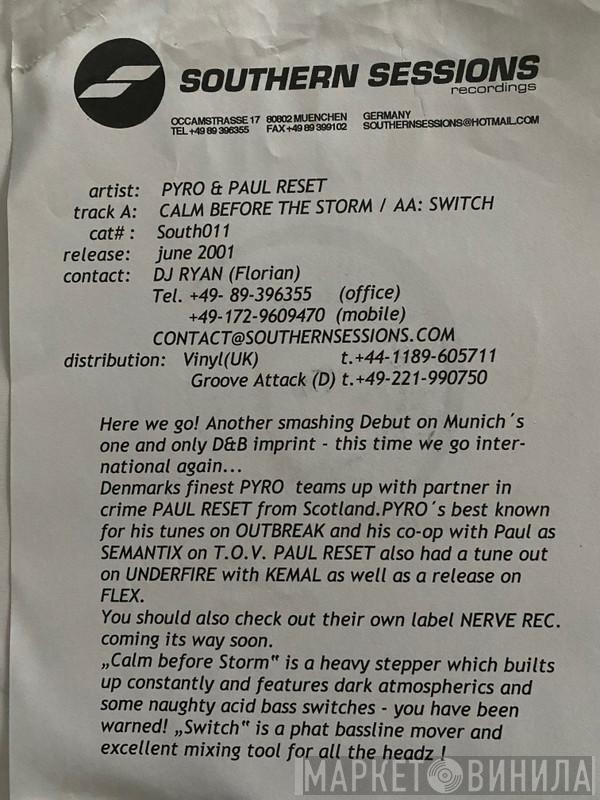 SOUTHERN SESSIONS
recordings
OCCAMSTRASSE 17 80802 MUENCHEN GERMANY
TEL +49 89 396355 FAX +49 89 399102 SOUTHERNSESSIONS@HOTMAIL.COM
artist: PYRO & PAUL RESET
track A: CALM BEFORE THE STORM / AA: SWITCH
cat# : South011
release: june 2001
contact: DJ RYAN (Florian)
Tel. +49- 89-396355 (office)
+49-172-9609470 (mobile)
CONTACT@SOUTHERNSESSIONS.COM
distribution: Vinyl(UK) t.+44-1189-605711
Groove Attack (D) t.+49-221-990750
Here we go! Another smashing Debut on Munich´s
one and only D&B imprint - this time we go inter-
national again...
Denmarks finest PYRO teams up with partner in
crime PAUL RESET from Scotland.PYRO´s best known
for his tunes on OUTBREAK and his co-op with Paul as
SEMANTIX on T.O.V. PAUL RESET also had a tune out
on UNDERFIRE with KEMAL as well as a release on
FLEX.
You should also check out their own label NERVE REC.
coming its way soon.
„Calm before Storm‟ is a heavy stepper which builts
up constantly and features dark atmospherics and
some naughty acid bass switches - you have been
warned! „Switch‟ is a phat bassline mover and
excellent mixing tool for all the headz !
МАРКЕТ ВИНИЛА